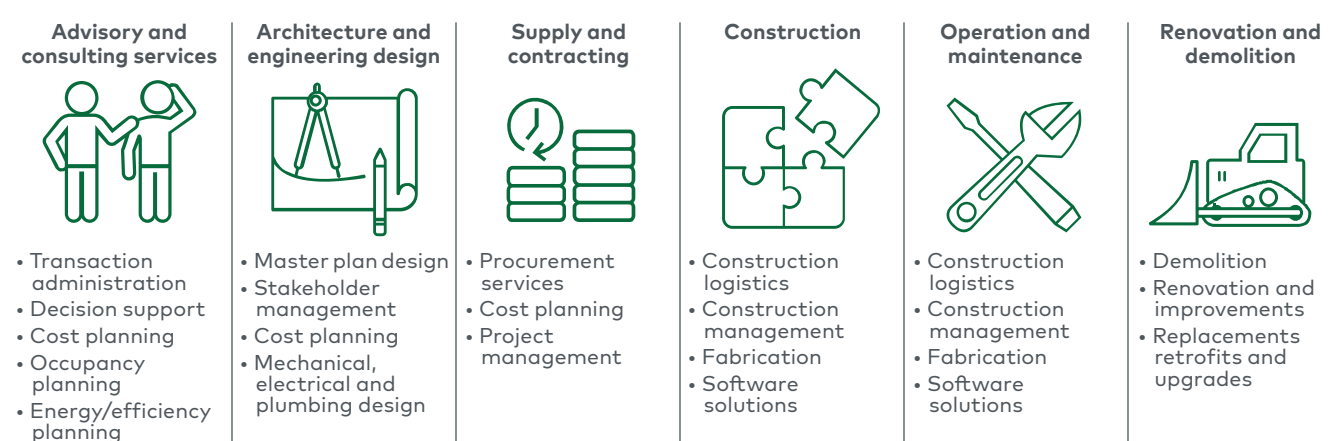 Advisory and
consulting services
• Transaction
administration
• Decision support
• Cost planning
• Occupancy
planning
• Energy/efficiency
planning
Architecture and
engineering design
• Master plan design
• Stakeholder
management
• Cost planning
• Mechanical,
electrical and
plumbing design
Supply and
contracting
• Procurement
services
• Cost planning
• Project
management
Construction
• Construction
logistics
• Construction
management
• Fabrication
• Software
solutions
Operation and
maintenance
• Construction
logistics
• Construction
management
• Fabrication
• Software
solutions
Renovation and
demolition
• Demolition
• Renovation and
improvements
• Replacements
retrofits and
upgrades